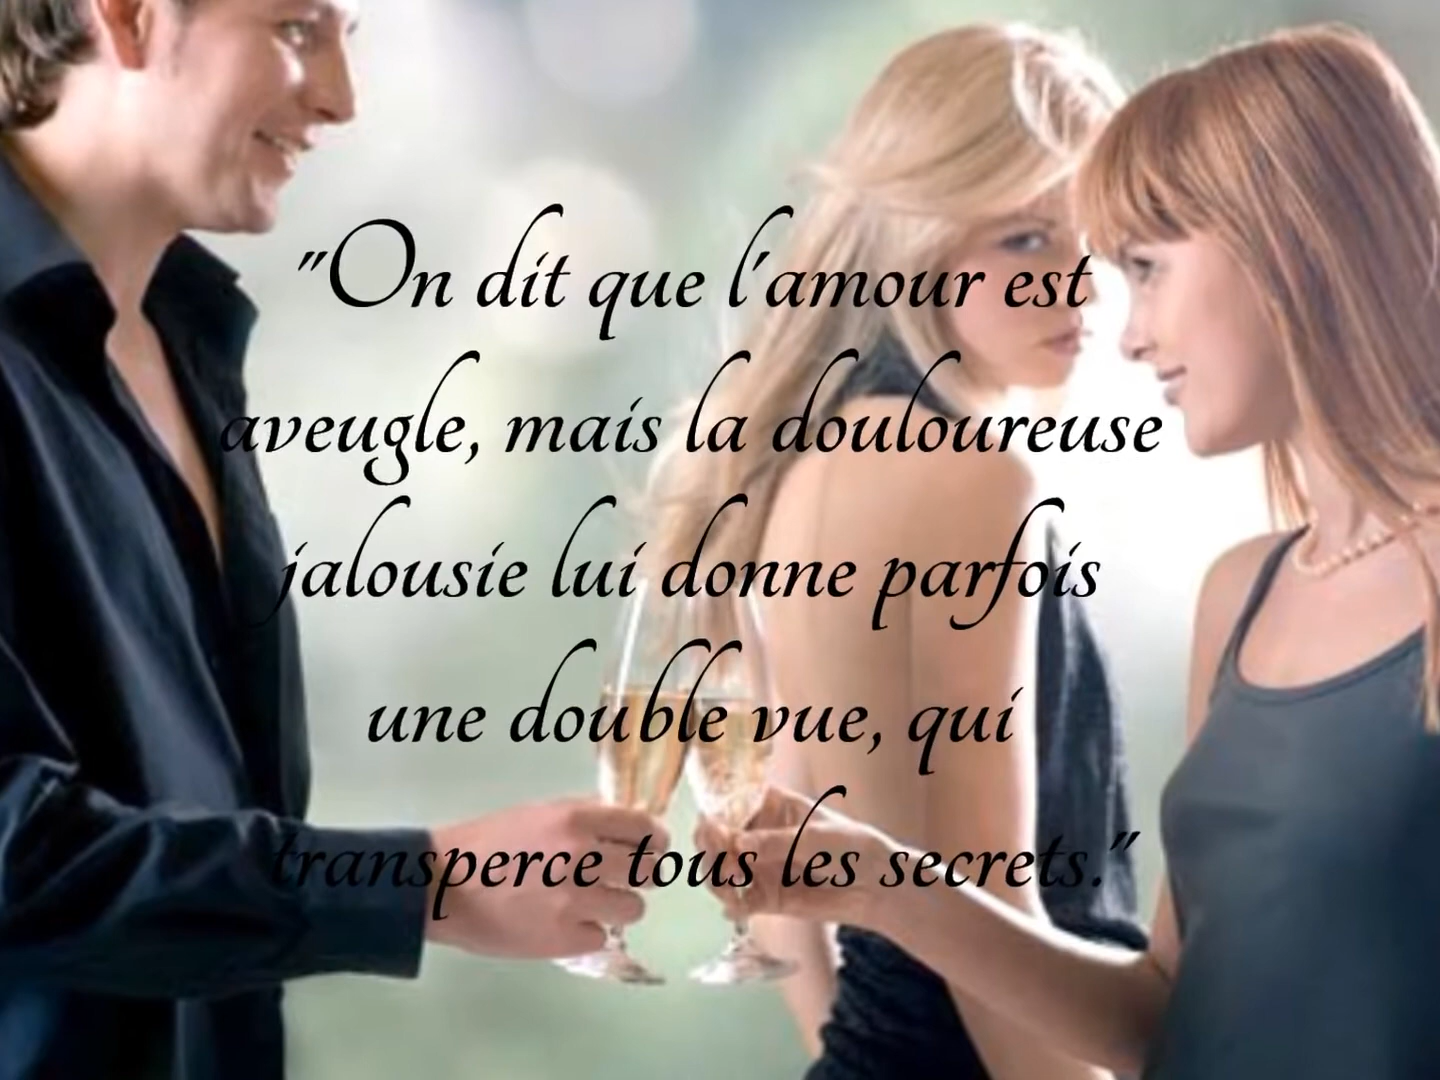 "On dit que l'amour est
aveugle, mais la douloureuse
jalousie lui donne parfois
une double vue, qui
transperce tous les secrets."